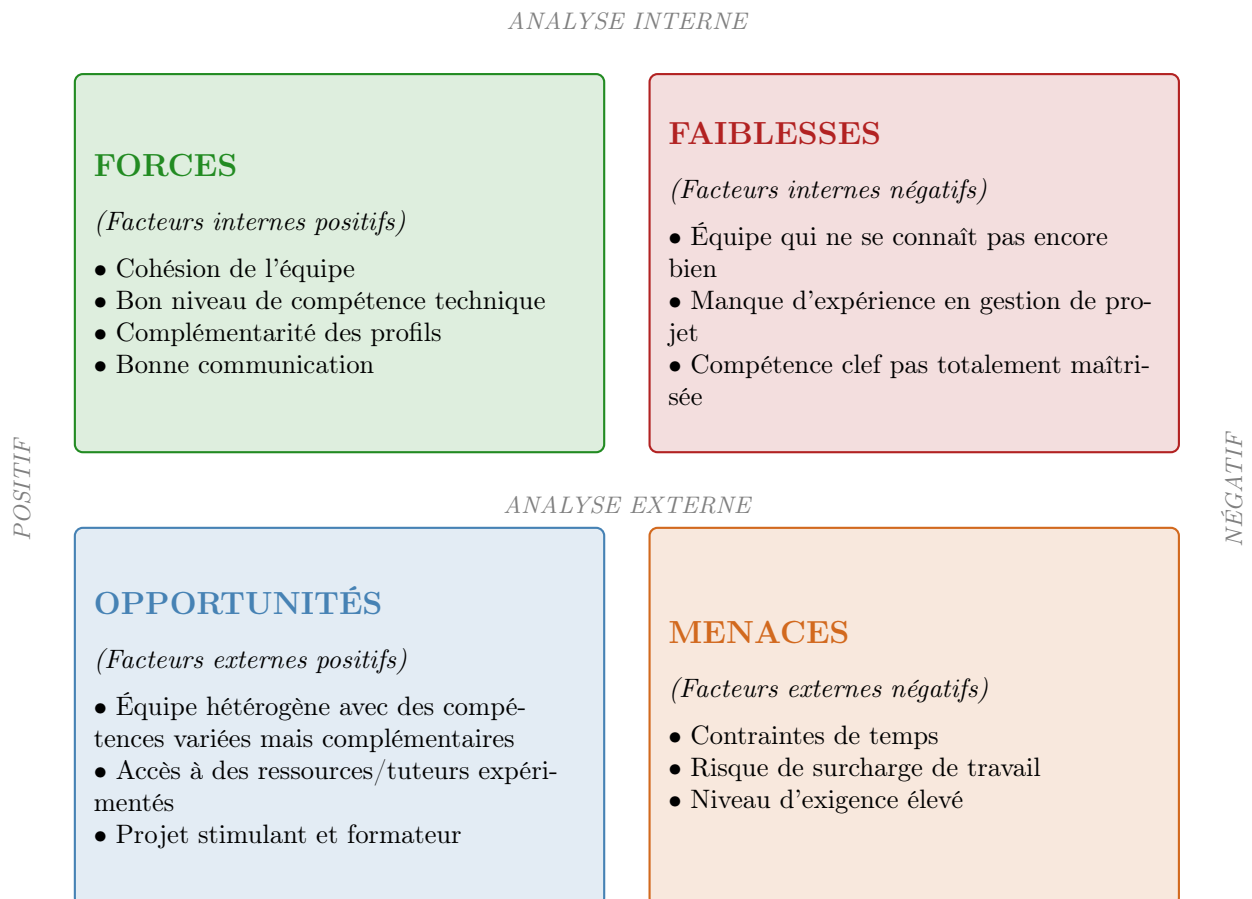 ANALYSE INTERNE
FORCES
(Facteurs internes positifs)
• Cohésion de l'équipe
• Bon niveau de compétence technique
• Complémentarité des profils
• Bonne communication
FAIBLESSES
(Facteurs internes négatifs)
• Équipe qui ne se connaît pas encore
bien
• Manque d'expérience en gestion de pro-
jet
• Compétence clef pas totalement maîtri-
sée
POSITIF
NÉGATIF
ANALYSE EXTERNE
OPPORTUNITÉS
(Facteurs externes positifs)
• Équipe hétérogène avec des compé-
tences variées mais complémentaires
• Accès à des ressources/tuteurs expéri-
mentés
• Projet stimulant et formateur
MENACES
(Facteurs externes négatifs)
• Contraintes de temps
• Risque de surcharge de travail
• Niveau d'exigence élevé